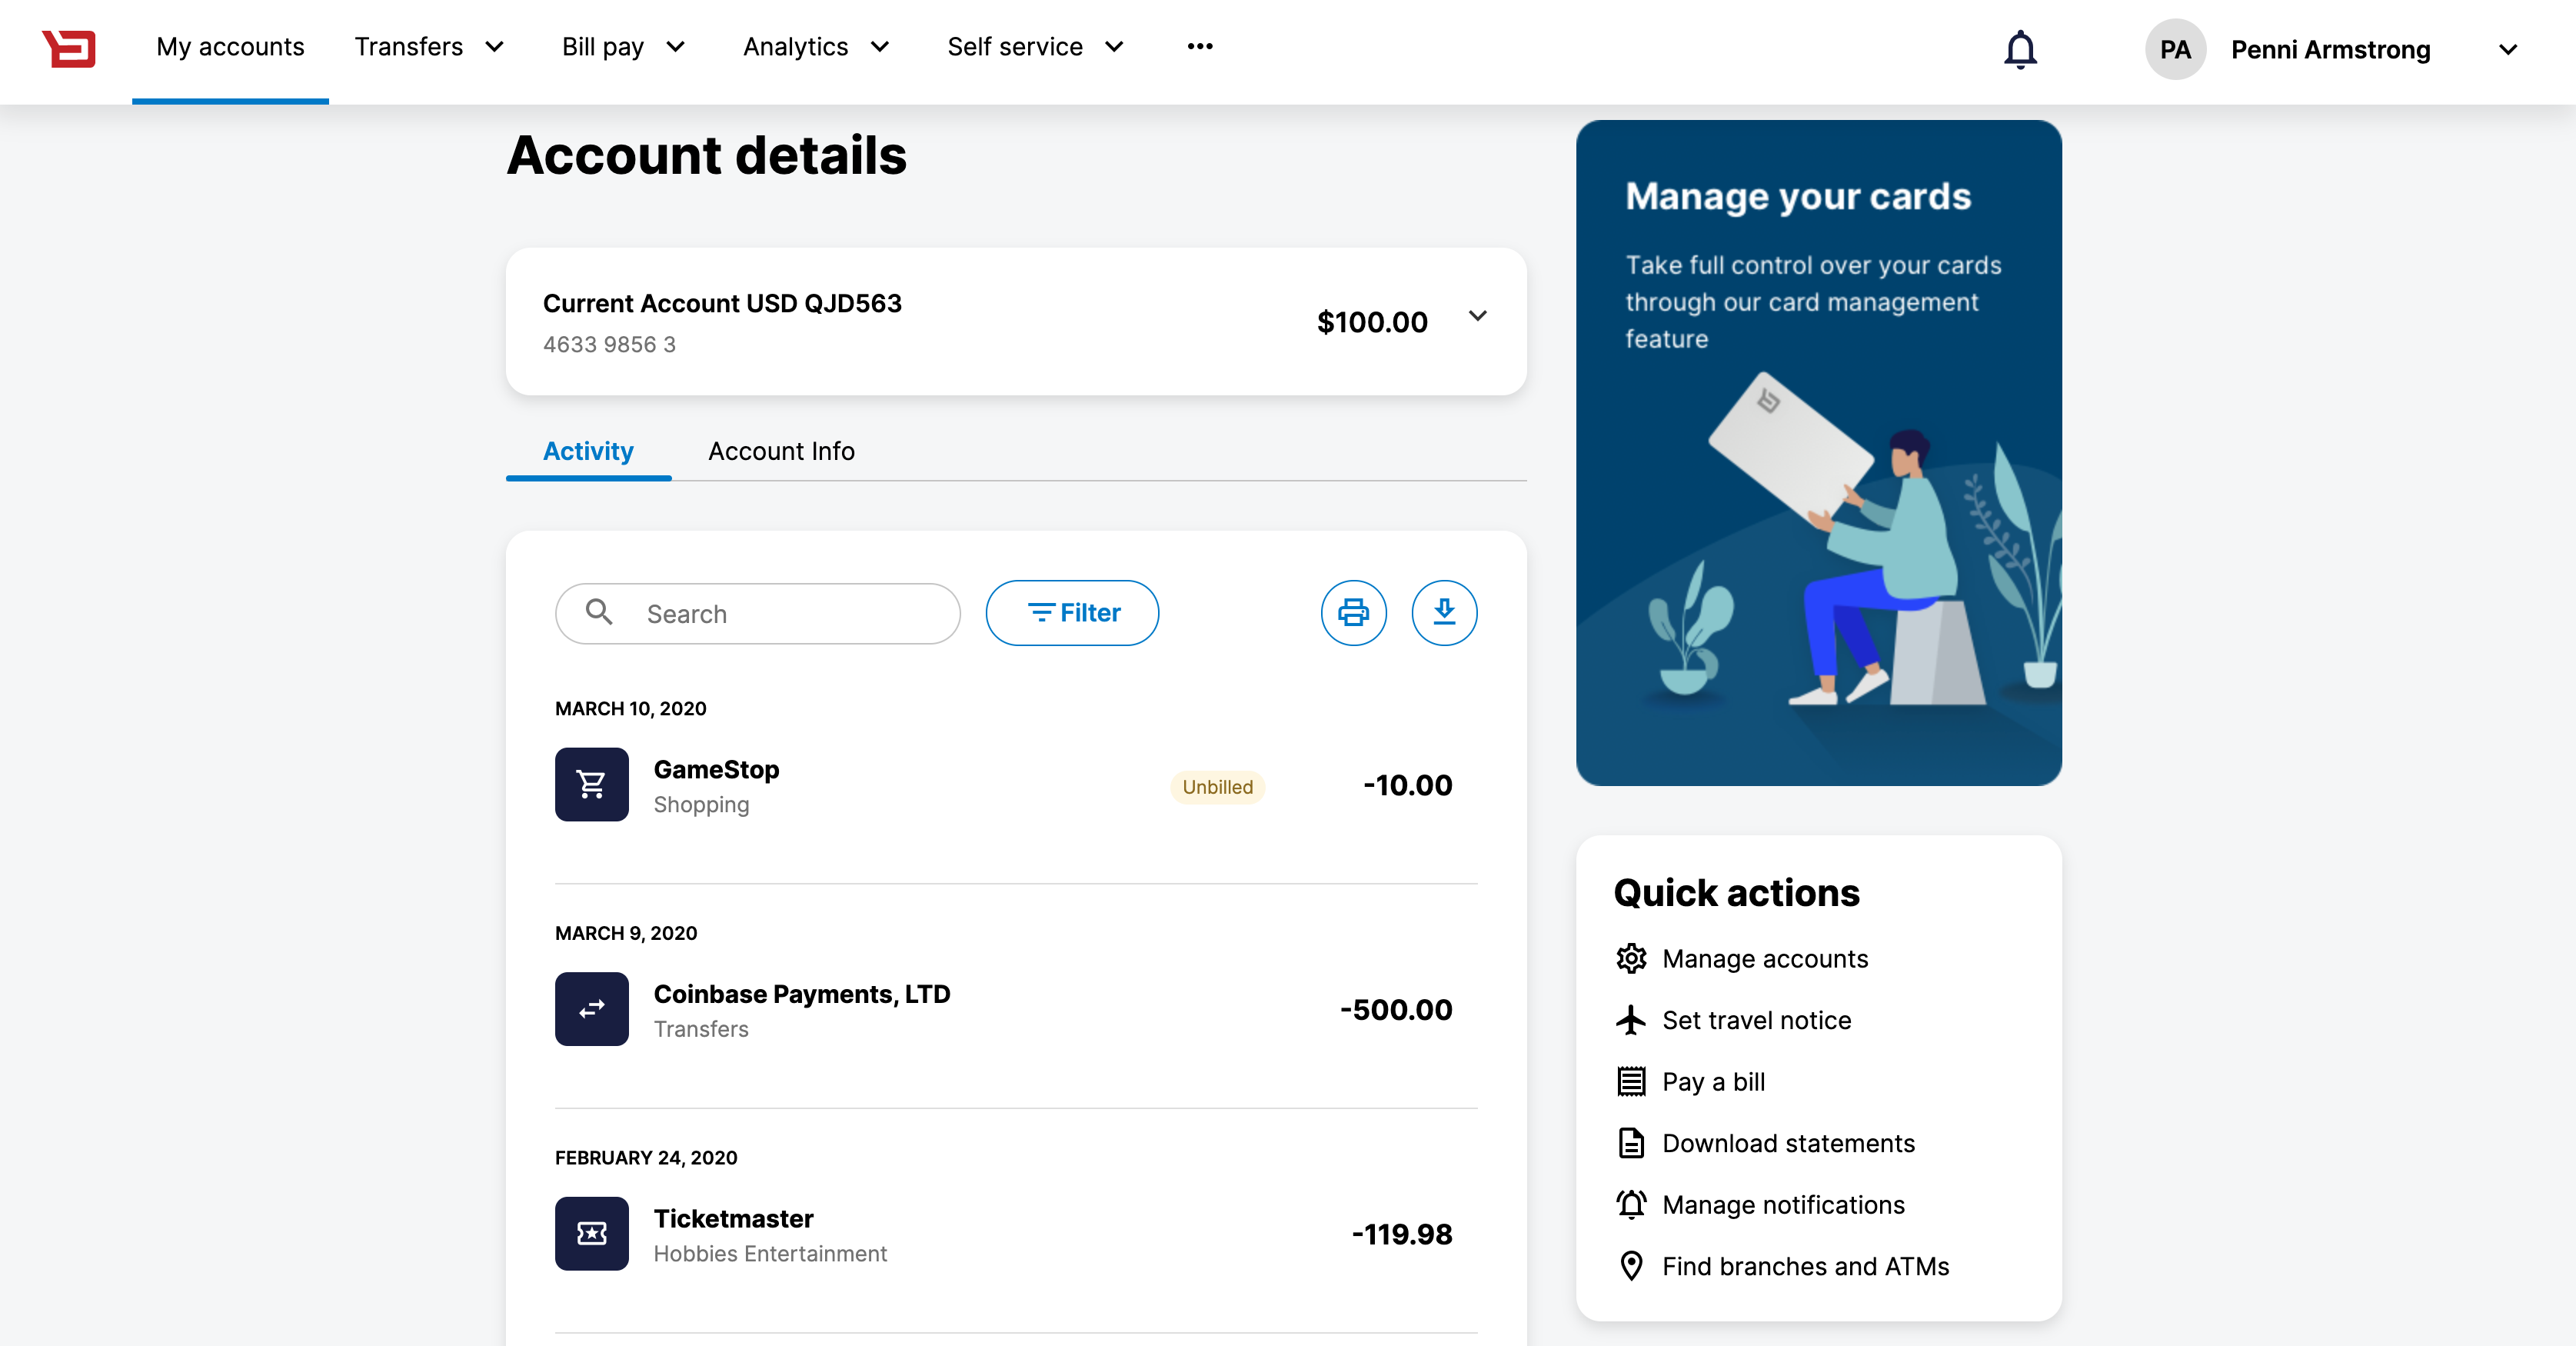 My accounts
Transfers
Bill pay
Analytics
Self service
PA
Penni Armstrong
Account details
Current Account USD QJD563
4633 9856 3
$100.00
Activity
Account Info
Search
Filter
MARCH 10, 2020
GameStop
Shopping
Unbilled
-10.00
MARCH 9, 2020
Coinbase Payments, LTD
Transfers
-500.00
FEBRUARY 24, 2020
Ticketmaster
Hobbies Entertainment
-119.98
Manage your cards
Take full control over your cards
through our card management
feature
Quick actions
Manage accounts
Set travel notice
Pay a bill
Download statements
Manage notifications
Find branches and ATMs